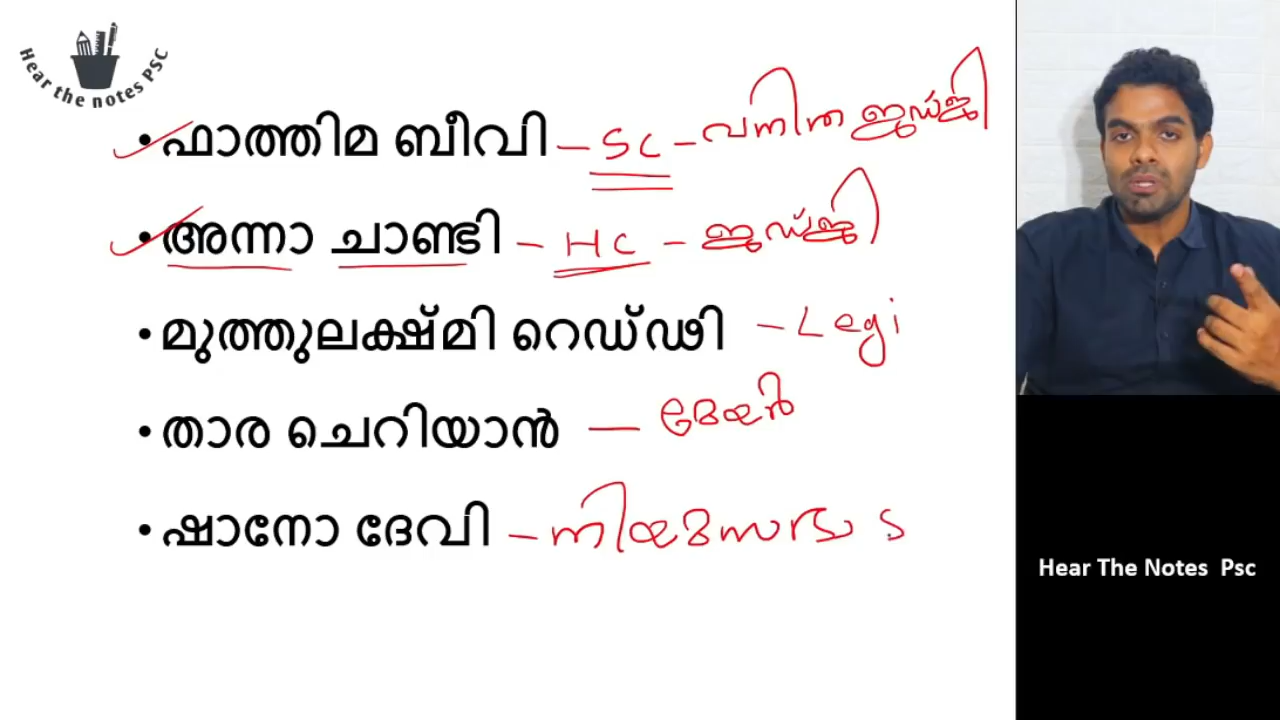 Hear the notes PSC
• ഫാത്തിമ ബീവി – SC – വനിത ജഡ്ജി
• അന്നാ ചാണ്ടി – HC – ജഡ്ജി
• മുത്തുലക്ഷ്മി റെഡ്ഢി – Legi
• താര ചെറിയാൻ – മേയർ
• ഷാനോ ദേവി – നിയമസഭാ S
Hear The Notes Psc